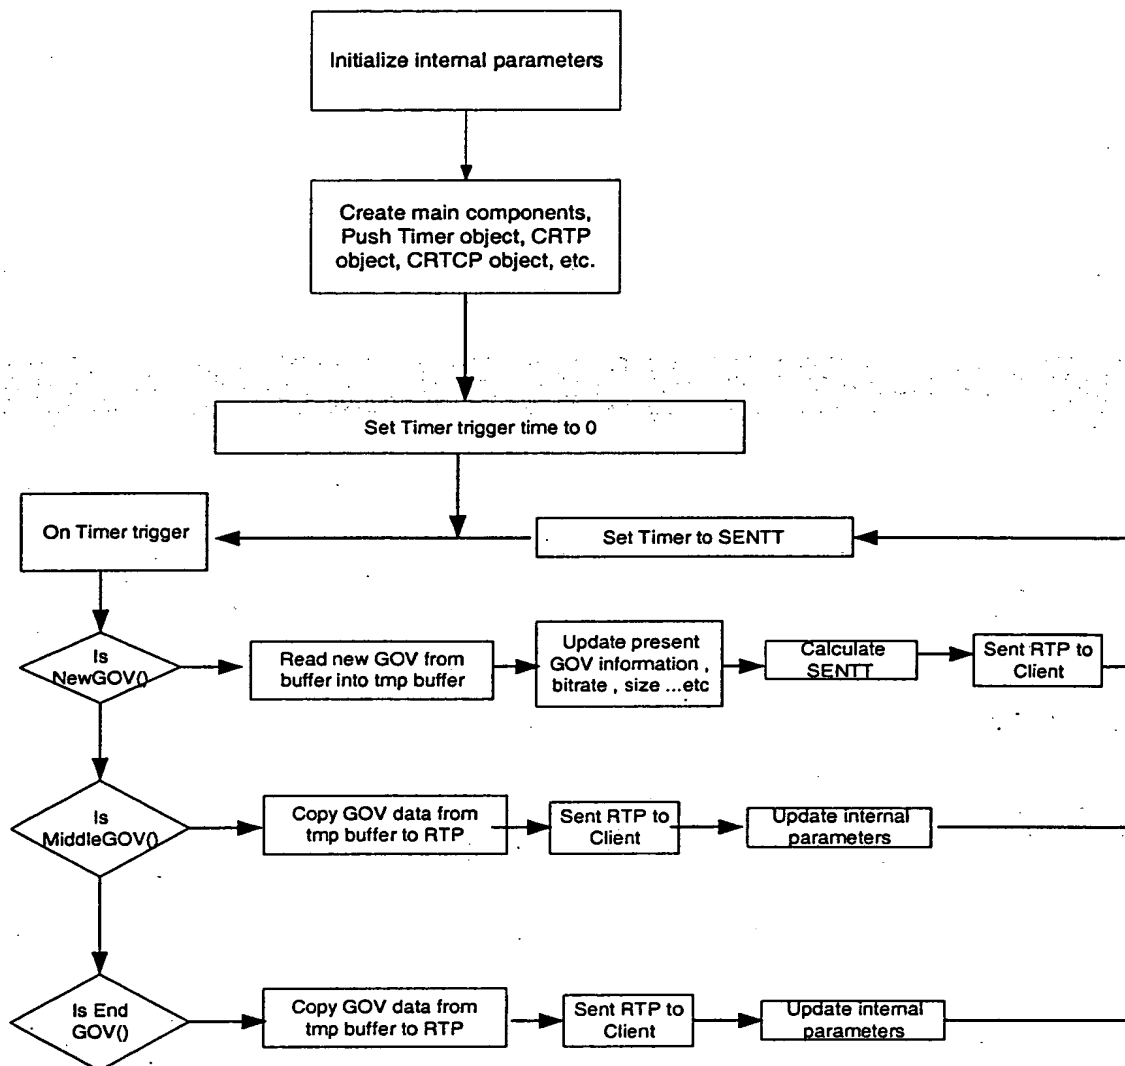 Initialize internal parameters
Create main components,
Push Timer object, CRTP
object, CRTCP object, etc.
Set Timer trigger time to 0
On Timer trigger
Set Timer to SENTT
Is
NewGOV()
Read new GOV from
buffer into tmp buffer
Update present
GOV information ,
bitrate , size ...etc
Calculate
SENTT
Sent RTP to
Client
Is
MiddleGOV()
Copy GOV data from
tmp buffer to RTP
Sent RTP to
Client
Update internal
parameters
Is End
GOV()
Copy GOV data from
tmp buffer to RTP
Sent RTP to
Client
Update internal
parameters